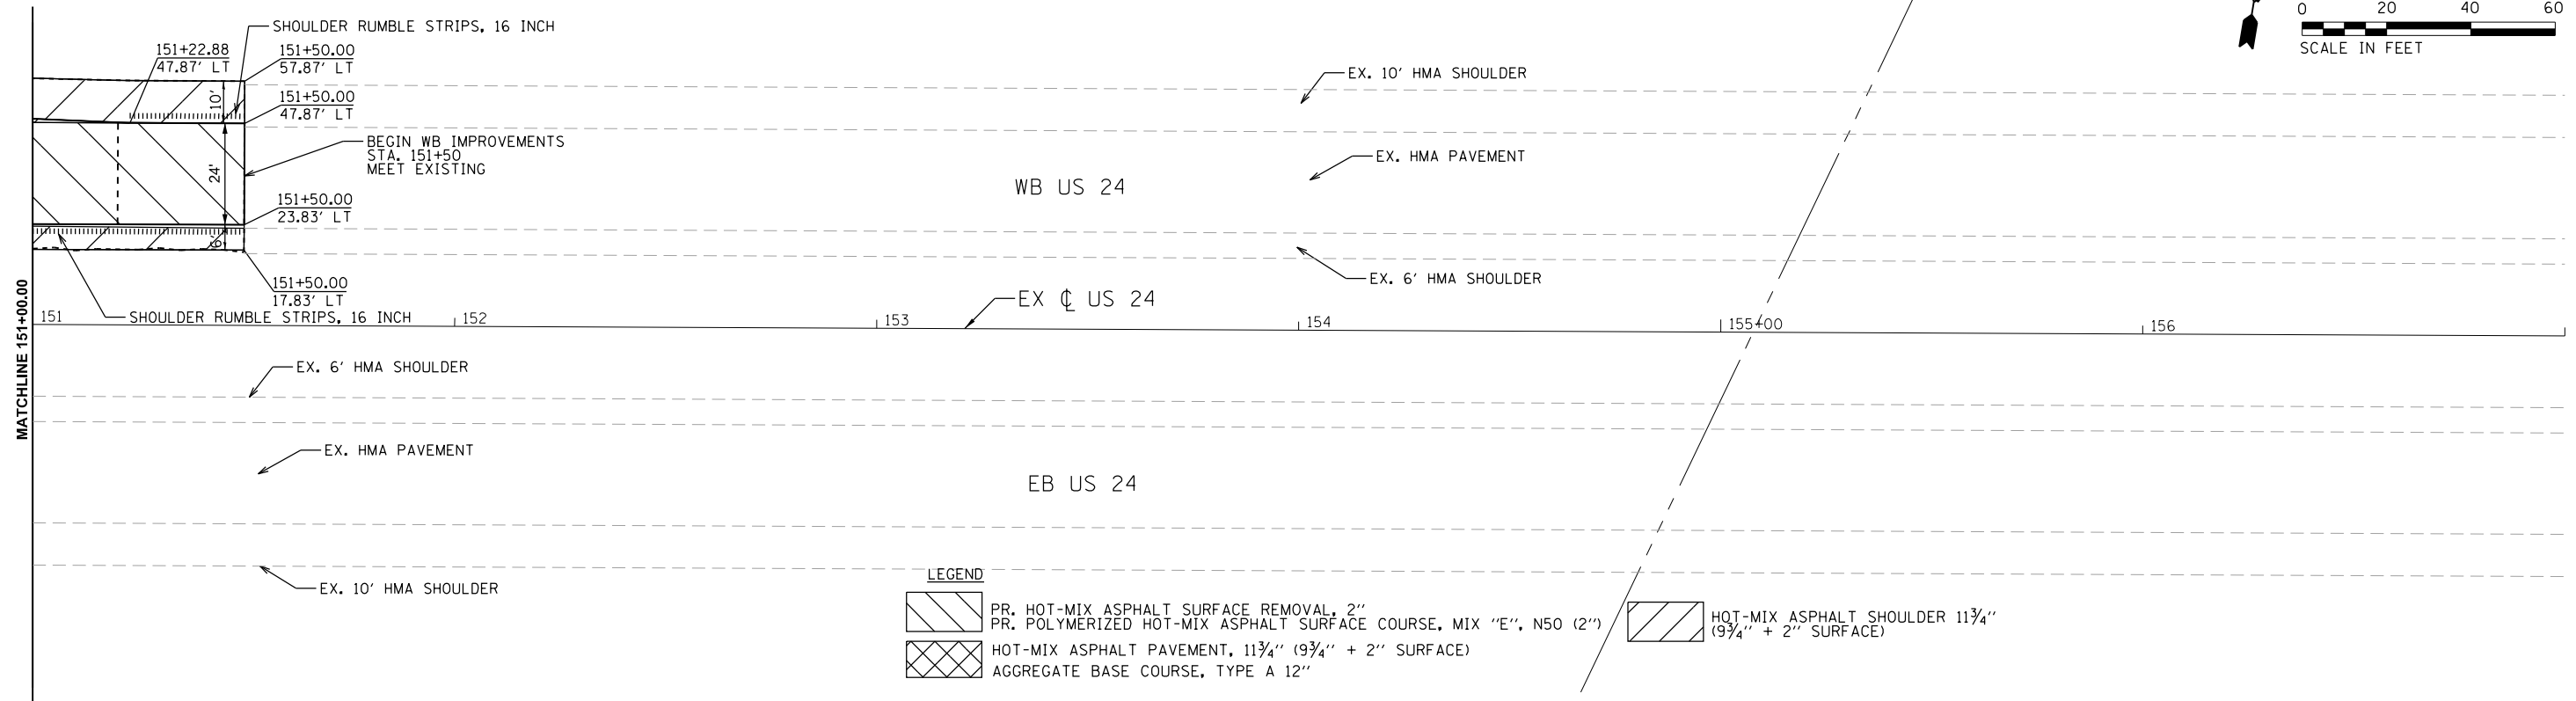 SHOULDER RUMBLE STRIPS, 16 INCH
0 20 40 60
SCALE IN FEET
151+22.88
47.87' LT
151+50.00
57.87' LT
10'
151+50.00
47.87' LT
EX. 10' HMA SHOULDER
BEGIN WB IMPROVEMENTS
STA. 151+50
MEET EXISTING
24'
EX. HMA PAVEMENT
WB US 24
151+50.00
23.83' LT
6'
151+50.00
17.83' LT
EX. 6' HMA SHOULDER
EX ℄ US 24
SHOULDER RUMBLE STRIPS, 16 INCH
MATCHLINE 151+00.00
151 152 153 154 155+00 156
EX. 6' HMA SHOULDER
EX. HMA PAVEMENT
EB US 24
EX. 10' HMA SHOULDER
LEGEND
PR. HOT-MIX ASPHALT SURFACE REMOVAL, 2"
PR. POLYMERIZED HOT-MIX ASPHALT SURFACE COURSE, MIX "E", N50 (2")
HOT-MIX ASPHALT PAVEMENT, 11¾" (9¾" + 2" SURFACE)
AGGREGATE BASE COURSE, TYPE A 12"
HOT-MIX ASPHALT SHOULDER 11¾"
(9¾" + 2" SURFACE)